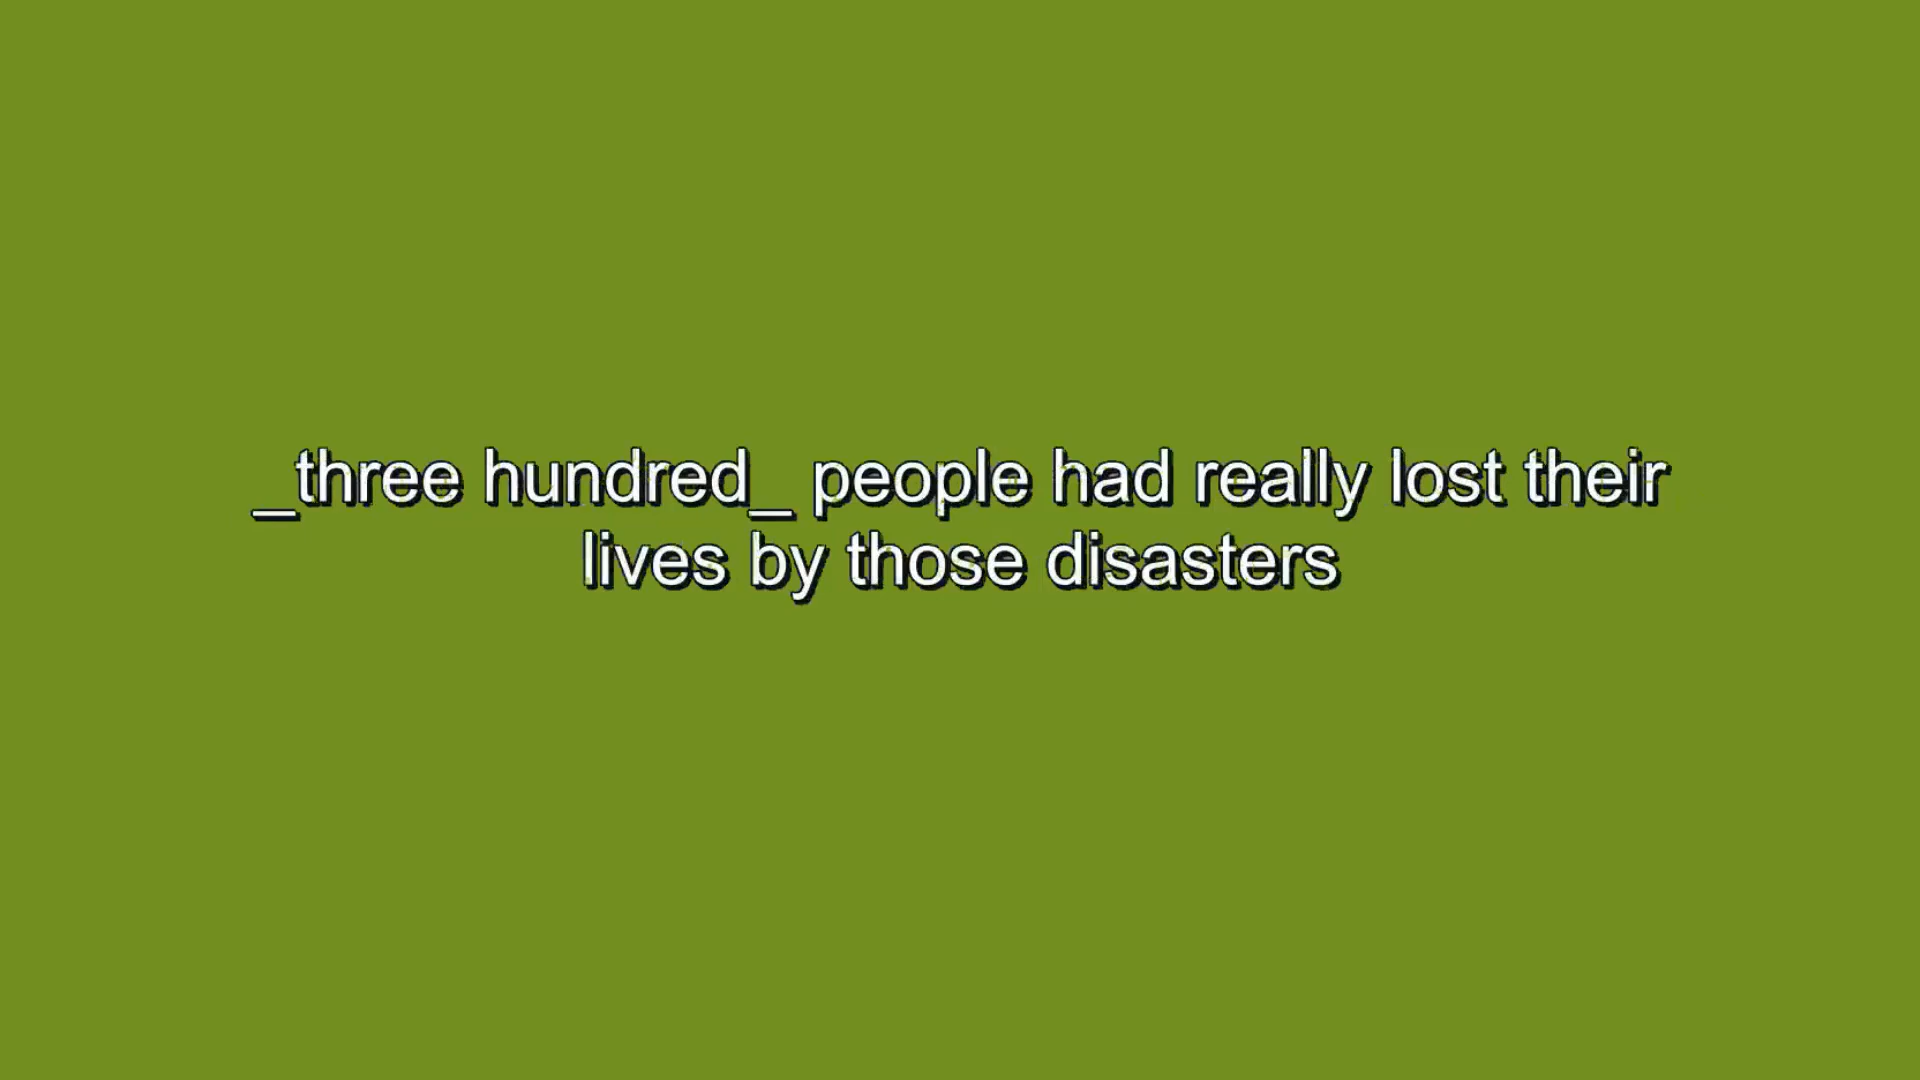 _three hundred_ people had really lost their
lives by those disasters